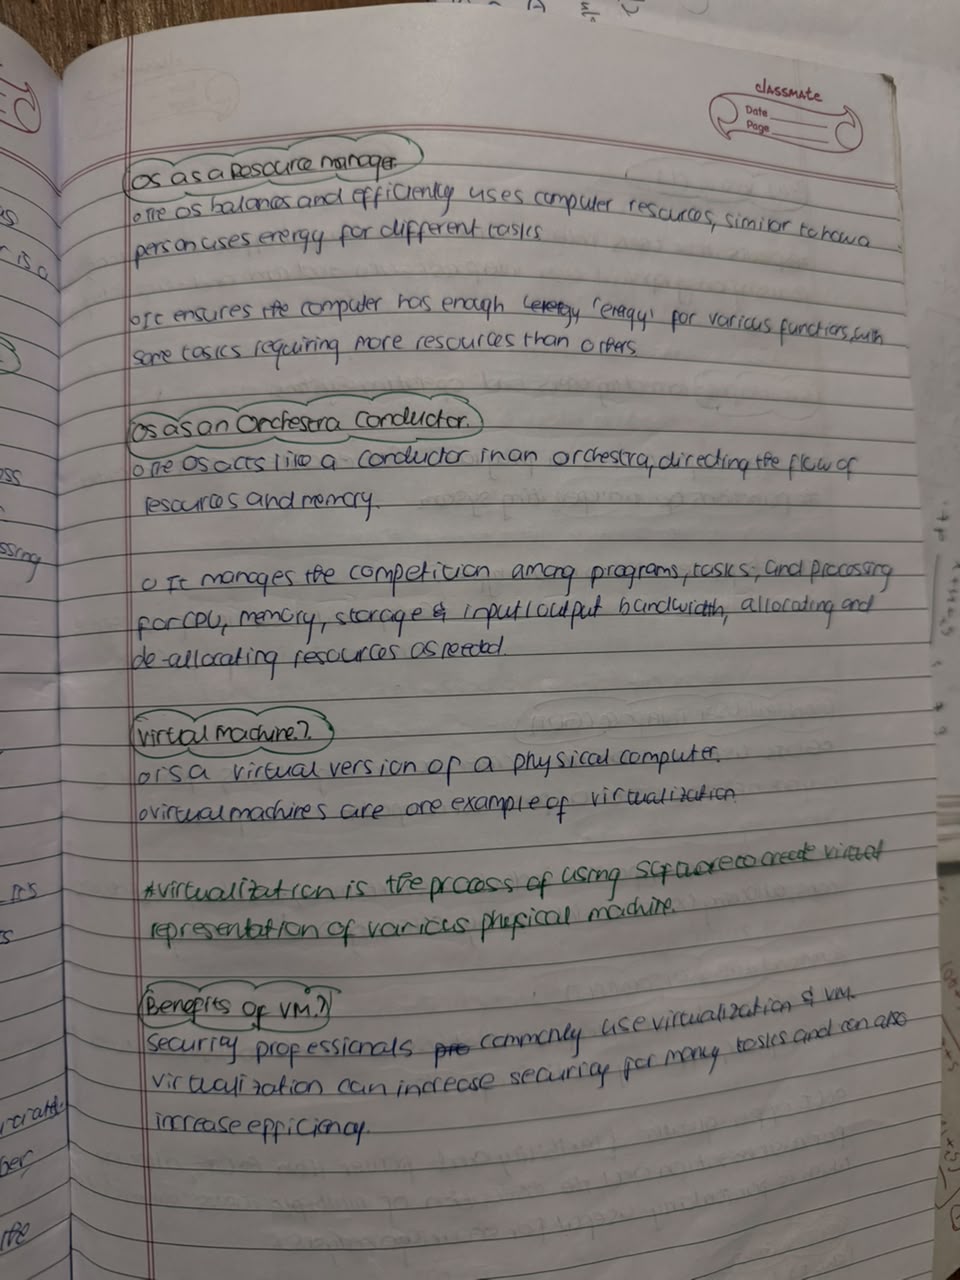 classmate
Date
Page
OS as a Resource manager
o The OS balances and efficiently uses computer resources, similar to how a
person uses energy for different tasks
o It ensures the computer has enough energy 'energy' for various functions, with
some tasks requiring more resources than others
OS as an Orchestra Conductor.
o The OS acts like a conductor in an orchestra, directing the flow of
resources and memory.
o It manages the competition among programs, tasks, and processing
for CPU, memory, storage & input/output bandwidth, allocating and
de-allocating resources as needed.
Virtual machine?
o Is a virtual version of a physical computer.
o virtual machines are one example of virtualization.
*virtualization is the process of using software to create virtual
representation of various physical machine.
Benefits of VM?
security professionals pro commonly use virtualization & VM.
virtualization can increase security for many tasks and can also
increase efficiency.